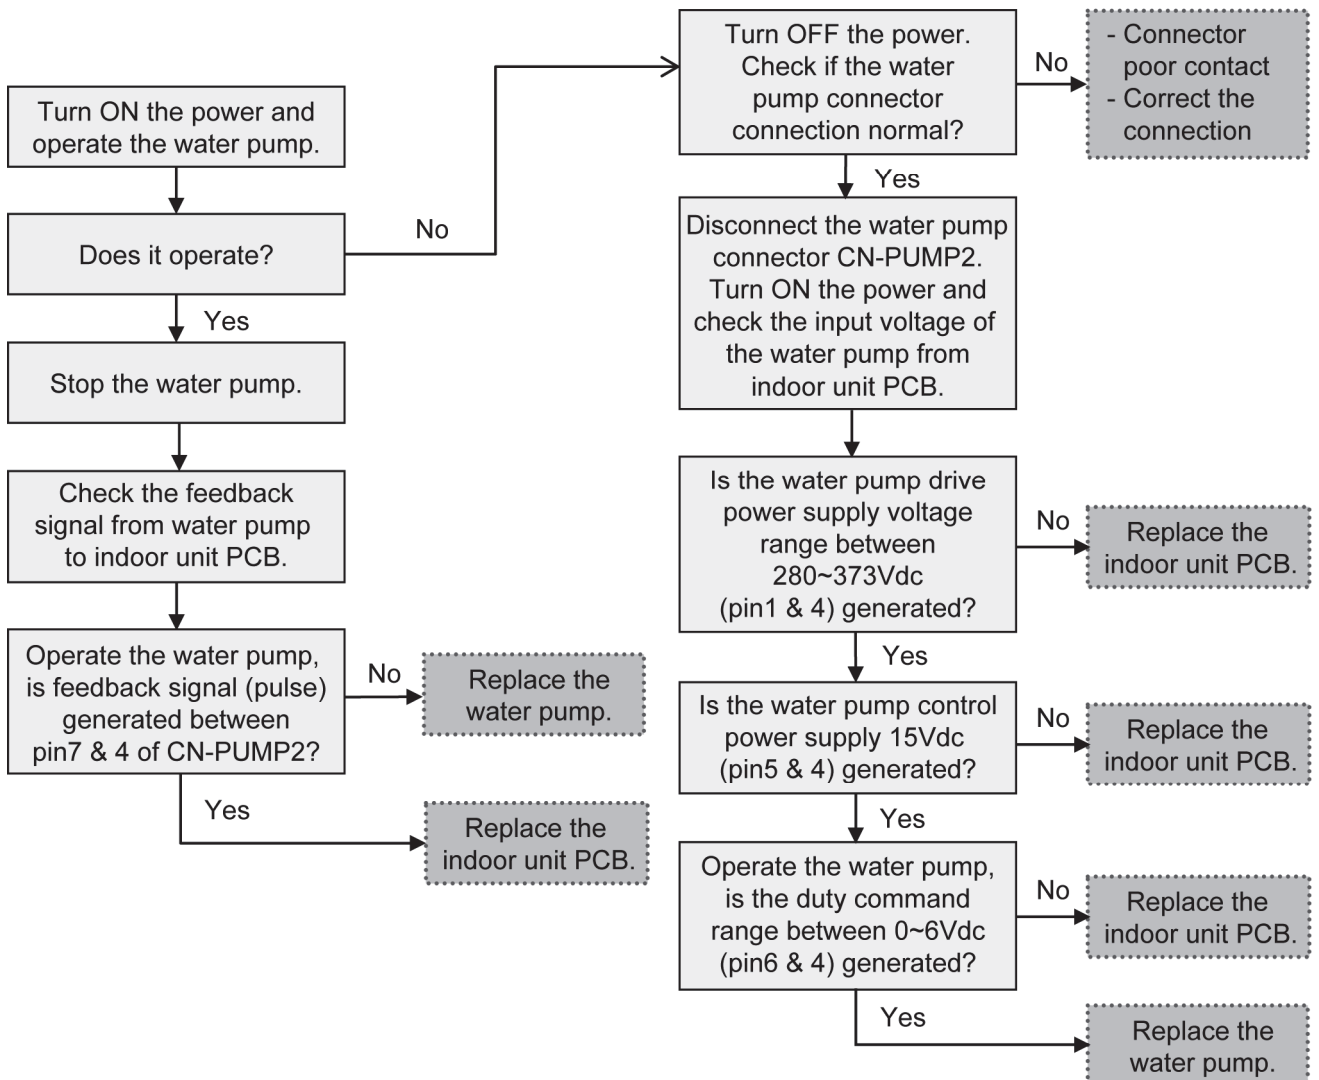 Turn ON the power and
operate the water pump.
Does it operate?
No
Yes
Stop the water pump.
Check the feedback
signal from water pump
to indoor unit PCB.
Operate the water pump,
is feedback signal (pulse)
generated between
pin7 & 4 of CN-PUMP2?
No
Replace the
water pump.
Yes
Replace the
indoor unit PCB.
Turn OFF the power.
Check if the water
pump connector
connection normal?
No
- Connector
poor contact
- Correct the
connection
Yes
Disconnect the water pump
connector CN-PUMP2.
Turn ON the power and
check the input voltage of
the water pump from
indoor unit PCB.
Is the water pump drive
power supply voltage
range between
280~373Vdc
(pin1 & 4) generated?
No
Replace the
indoor unit PCB.
Yes
Is the water pump control
power supply 15Vdc
(pin5 & 4) generated?
No
Replace the
indoor unit PCB.
Yes
Operate the water pump,
is the duty command
range between 0~6Vdc
(pin6 & 4) generated?
No
Replace the
indoor unit PCB.
Yes
Replace the
water pump.